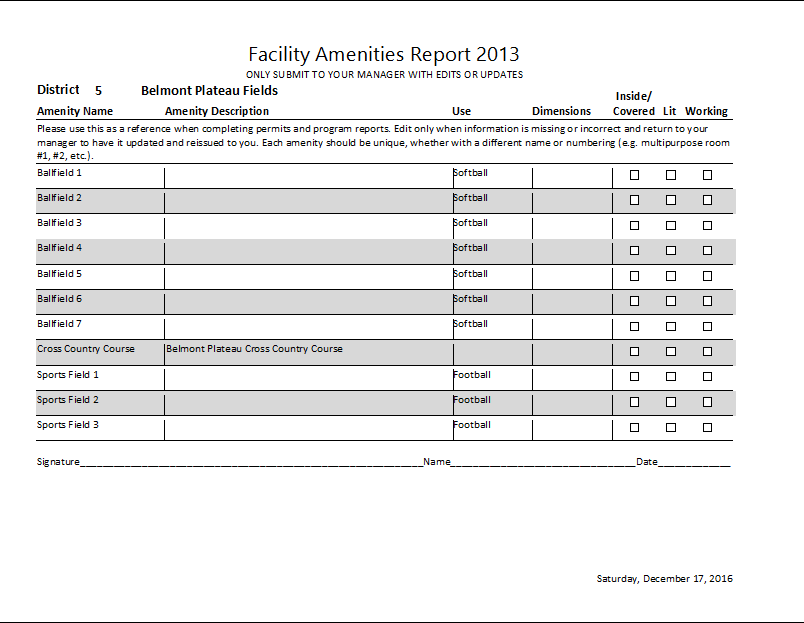 Facility Amenities Report 2013
ONLY SUBMIT TO YOUR MANAGER WITH EDITS OR UPDATES
District 5 Belmont Plateau Fields
Inside/
Amenity Name Amenity Description Use Dimensions Covered Lit Working
Please use this as a reference when completing permits and program reports. Edit only when information is missing or incorrect and return to your
manager to have it updated and reissued to you. Each amenity should be unique, whether with a different name or numbering (e.g. multipurpose room
#1, #2, etc.).
Ballfield 1 Softball
Ballfield 2 Softball
Ballfield 3 Softball
Ballfield 4 Softball
Ballfield 5 Softball
Ballfield 6 Softball
Ballfield 7 Softball
Cross Country Course Belmont Plateau Cross Country Course
Sports Field 1 Football
Sports Field 2 Football
Sports Field 3 Football
Signature Name Date
Saturday, December 17, 2016